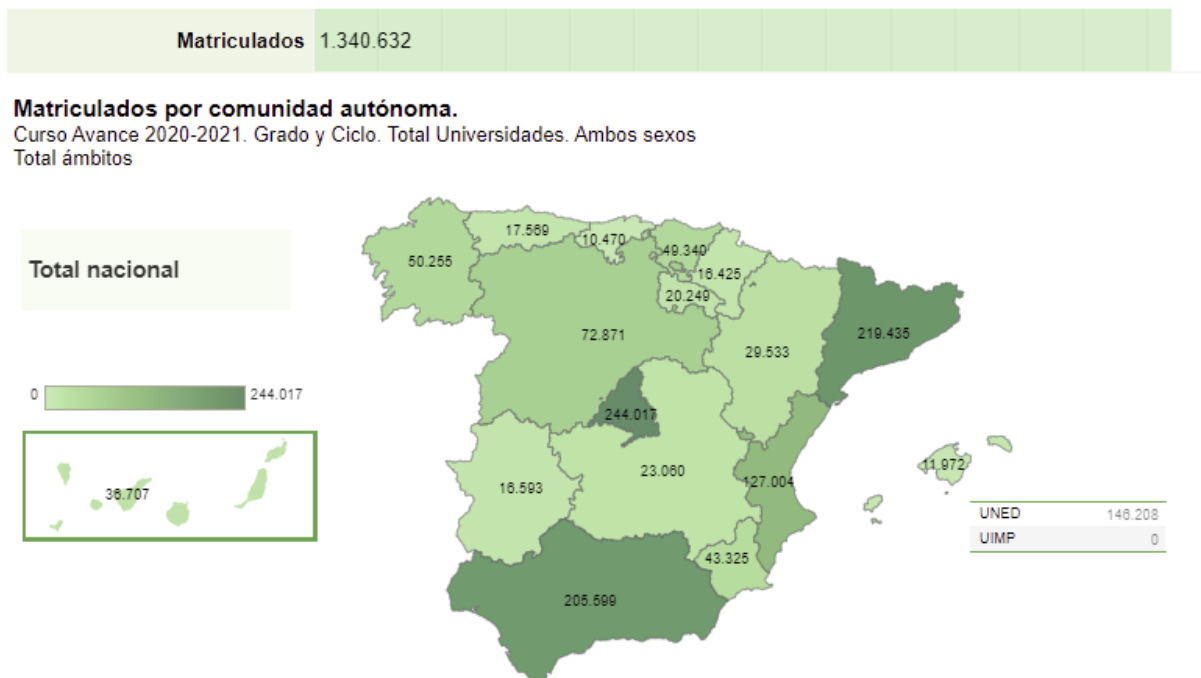 Matriculados 1.340.632
Matriculados por comunidad autónoma.
Curso Avance 2020-2021. Grado y Ciclo. Total Universidades. Ambos sexos
Total ámbitos
Total nacional
0 244.017
17.569
10.470
49.340
50.255
16.425
20.249
72.871
219.435
29.533
244.017
23.060
11.972
127.004
16.593
36.707
UNED 146.208
UIMP 0
43.325
205.599